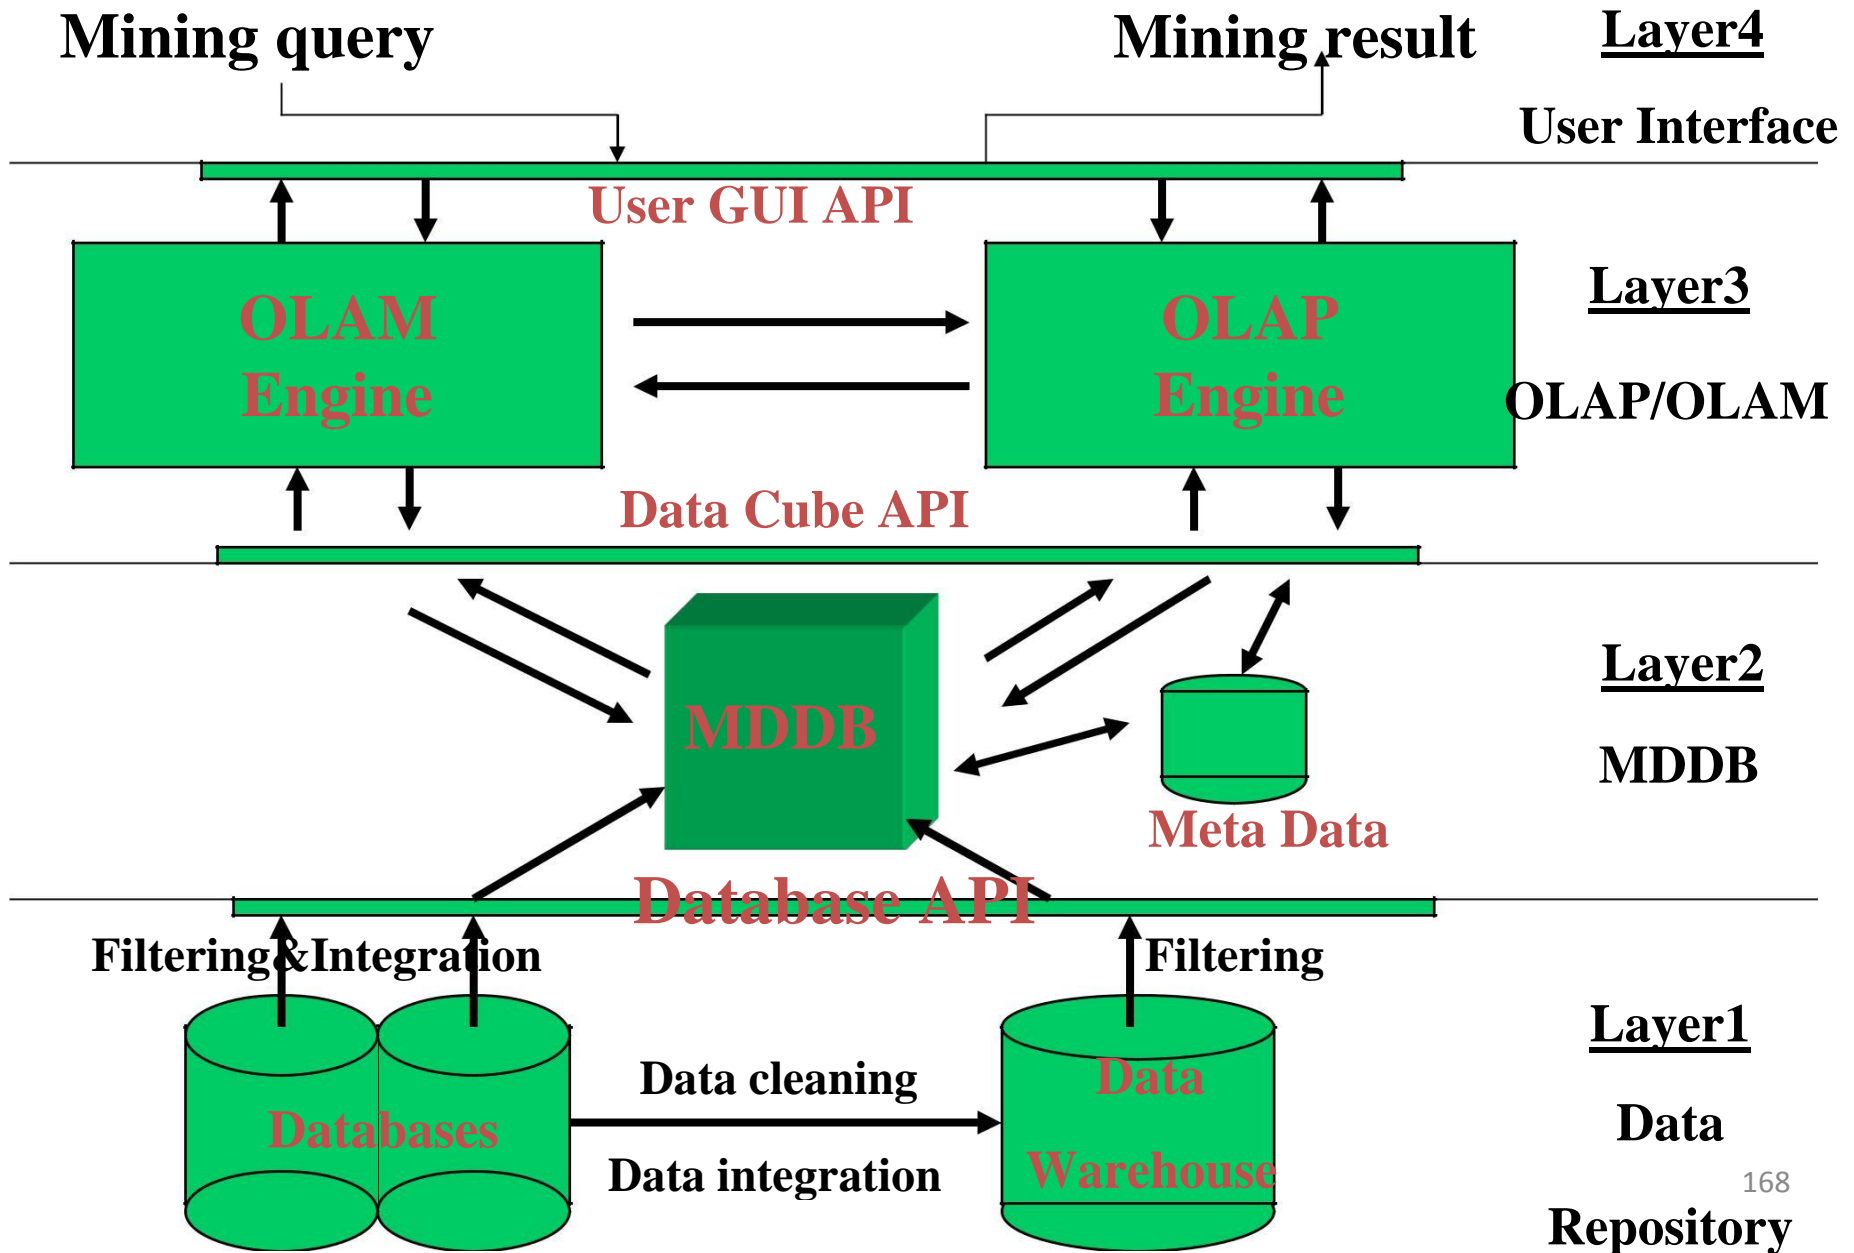 Mining query
Mining result
Layer4
User Interface
User GUI API
OLAM
Engine
OLAP
Engine
Layer3
OLAP/OLAM
Data Cube API
MDDB
Meta Data
Layer2
MDDB
Database API
Filtering&Integration
Filtering
Databases
Data cleaning
Data integration
Data
Warehouse
Layer1
Data
Repository
168